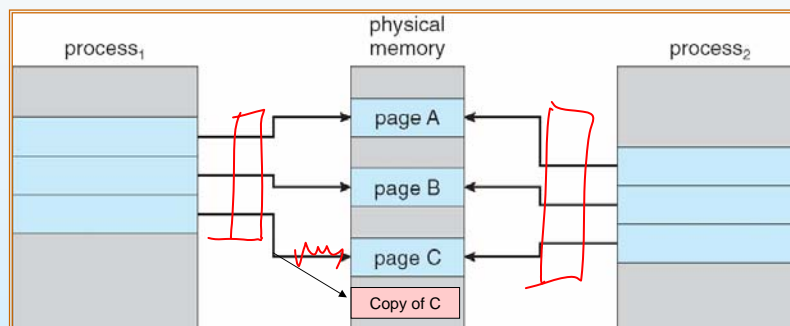 physical
memory
process₁
process₂
page A
page B
page C
Copy of C